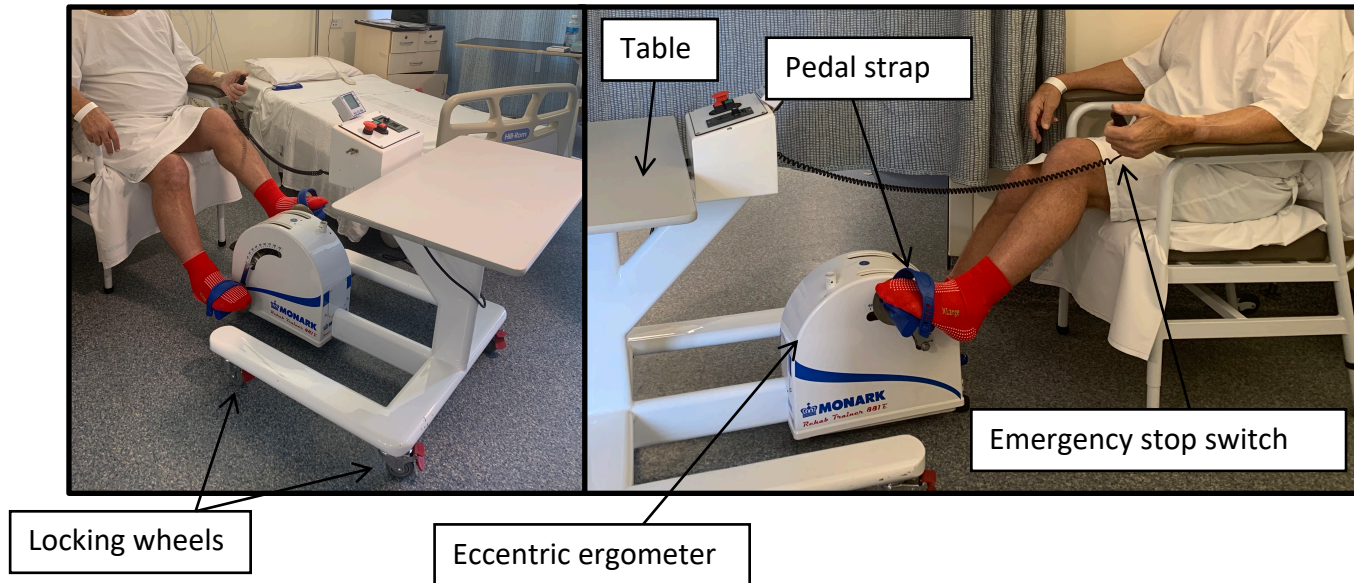 Table
Pedal strap
Hill-Rom
MONARK
Rehab Trainer 881E
XLarge
MONARK
Rehab Trainer 881E
Emergency stop switch
Locking wheels
Eccentric ergometer